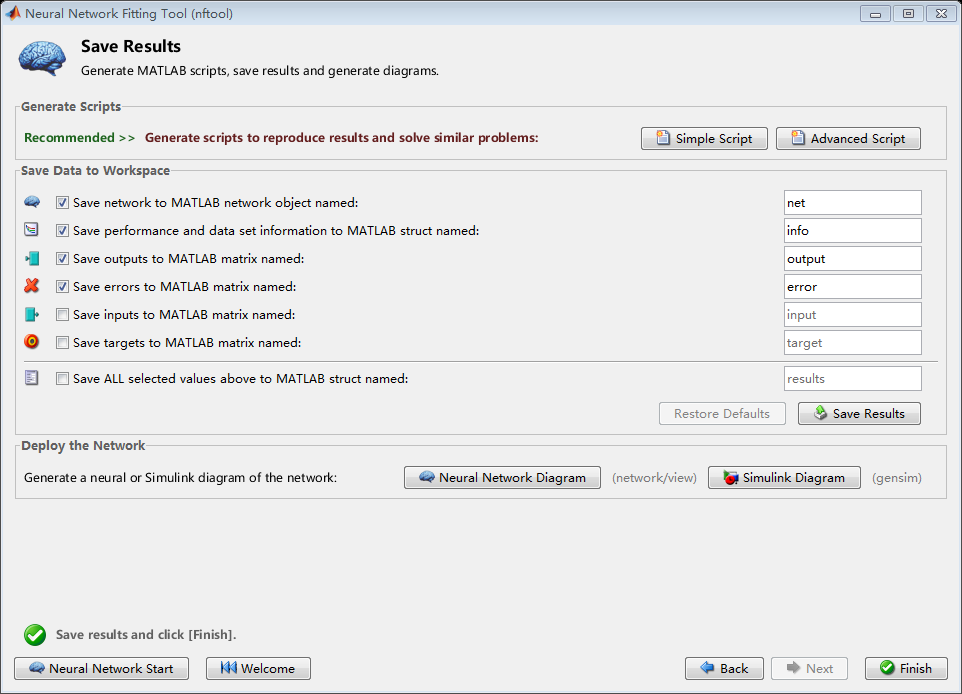 Neural Network Fitting Tool (nftool)
Save Results
Generate MATLAB scripts, save results and generate diagrams.
Generate Scripts
Recommended >> Generate scripts to reproduce results and solve similar problems: Simple Script Advanced Script
Save Data to Workspace
Save network to MATLAB network object named: net
Save performance and data set information to MATLAB struct named: info
Save outputs to MATLAB matrix named: output
Save errors to MATLAB matrix named: error
Save inputs to MATLAB matrix named: input
Save targets to MATLAB matrix named: target
Save ALL selected values above to MATLAB struct named: results
Restore Defaults Save Results
Deploy the Network
Generate a neural or Simulink diagram of the network: Neural Network Diagram (network/view) Simulink Diagram (gensim)
Save results and click [Finish].
Neural Network Start Welcome Back Next Finish